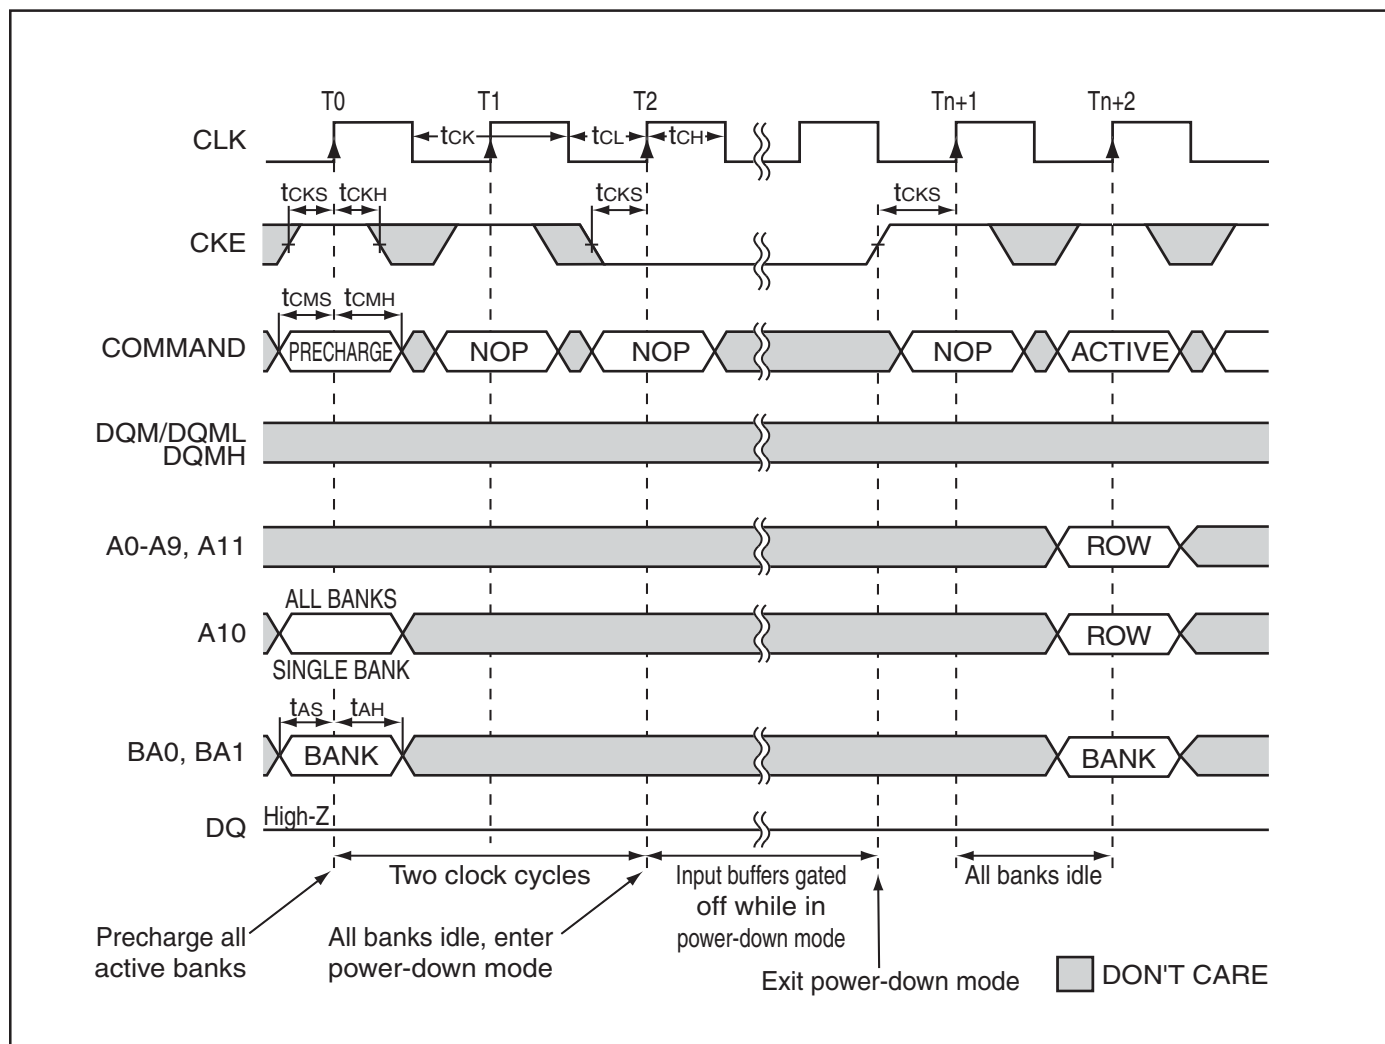 T0 T1 T2 Tn+1 Tn+2
CLK tCK tCL tCH
tCKS tCKH tCKS tCKS
CKE
tCMS tCMH
COMMAND PRECHARGE NOP NOP NOP ACTIVE
DQM/DQML
DQMH
A0-A9, A11 ROW
ALL BANKS
A10 ROW
SINGLE BANK
tAS tAH
BA0, BA1 BANK BANK
DQ High-Z
Two clock cycles
Input buffers gated
off while in
power-down mode
All banks idle
Precharge all
active banks
All banks idle, enter
power-down mode
Exit power-down mode
DON'T CARE